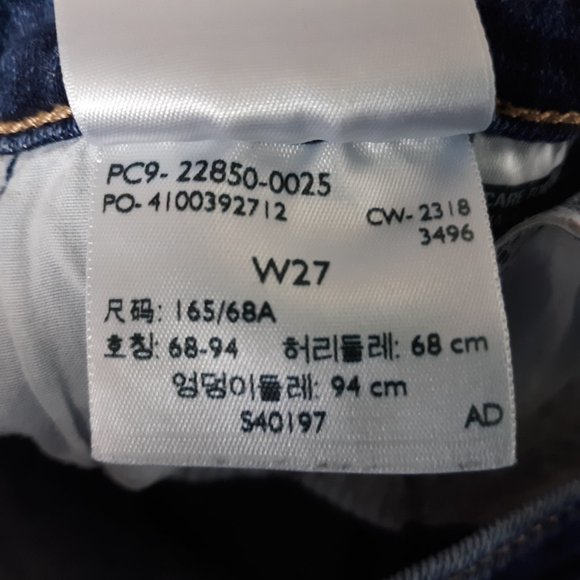 PC9- 22850-0025
PO- 4100392712 CW- 2318
3496
W27
尺码: 165/68A
호칭: 68-94 허리둘레: 68 cm
엉덩이둘레: 94 cm
S40197 AD
CARE